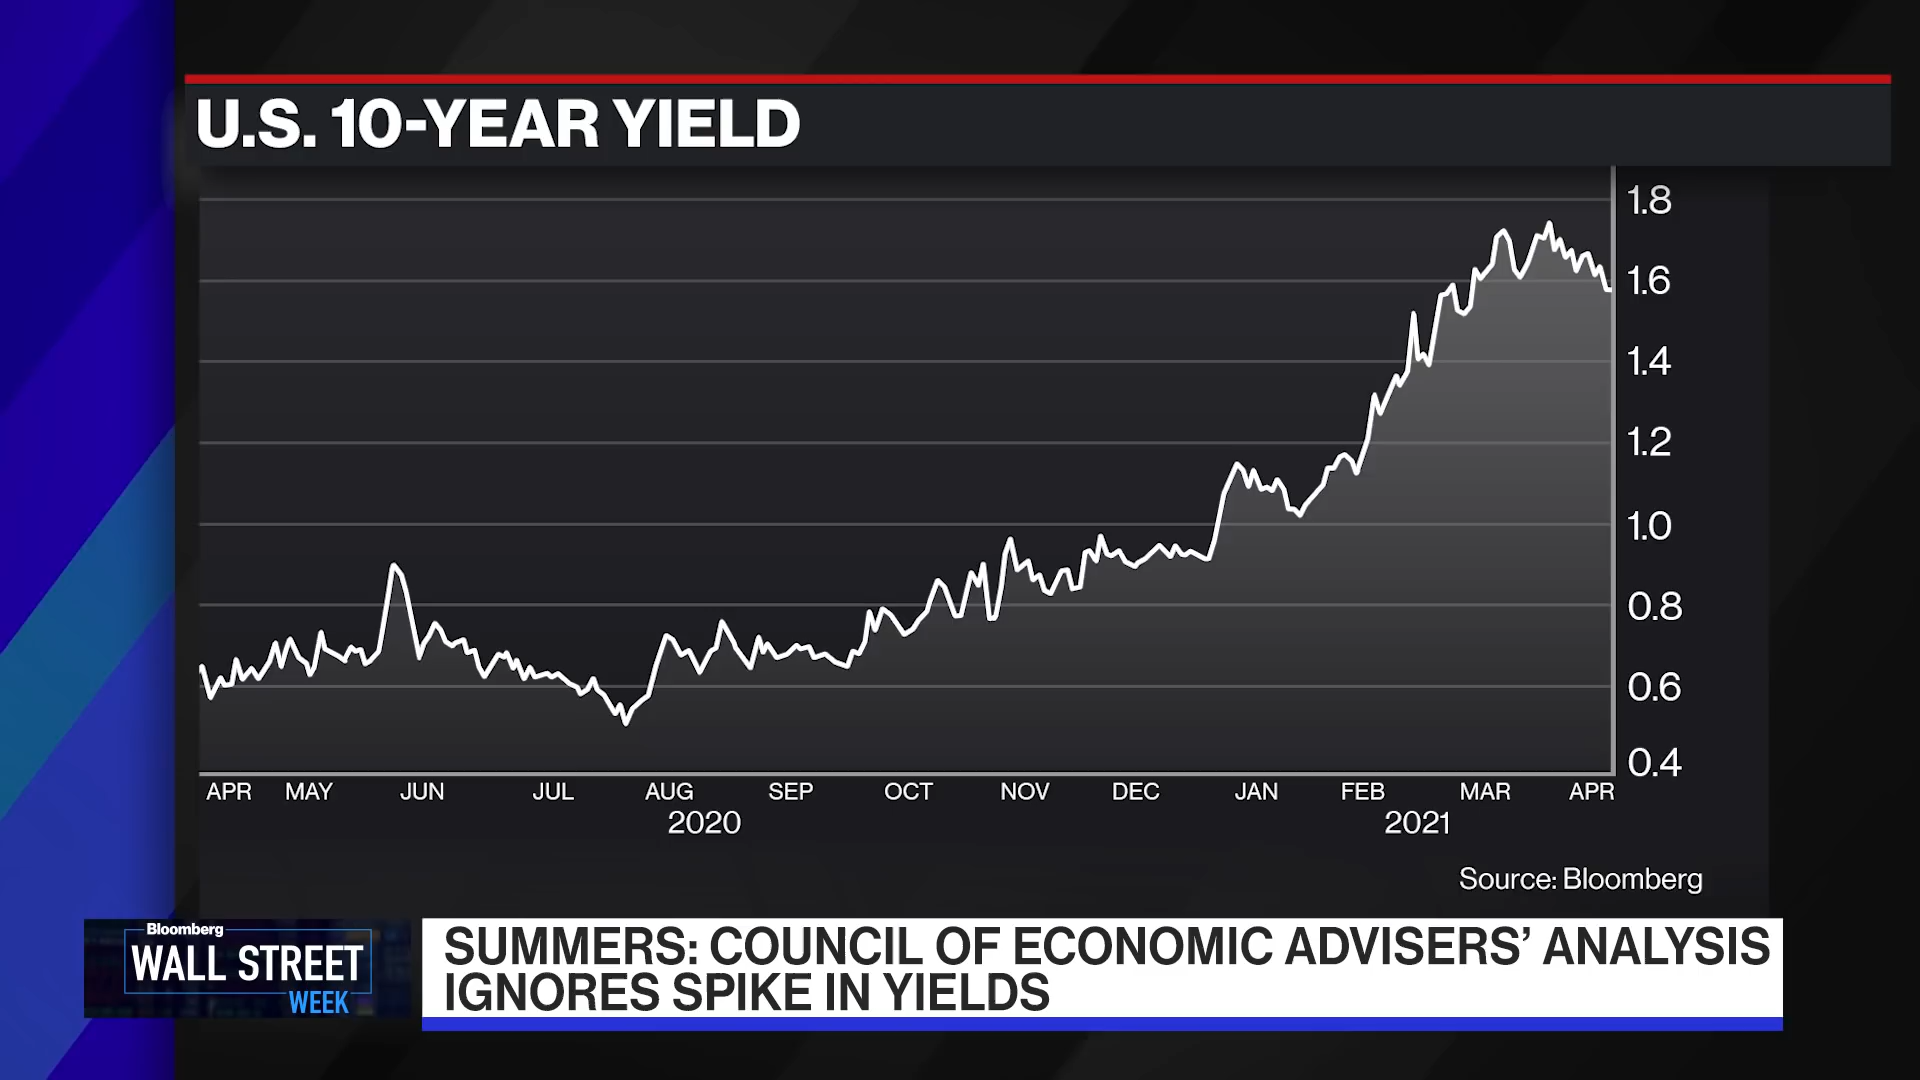 U.S. 10-YEAR YIELD
1.8
1.6
1.4
1.2
1.0
0.8
0.6
0.4
APR MAY JUN JUL AUG SEP OCT NOV DEC JAN FEB MAR APR
2020 2021
Source: Bloomberg
Bloomberg
WALL STREET
WEEK
SUMMERS: COUNCIL OF ECONOMIC ADVISERS’ ANALYSIS
IGNORES SPIKE IN YIELDS